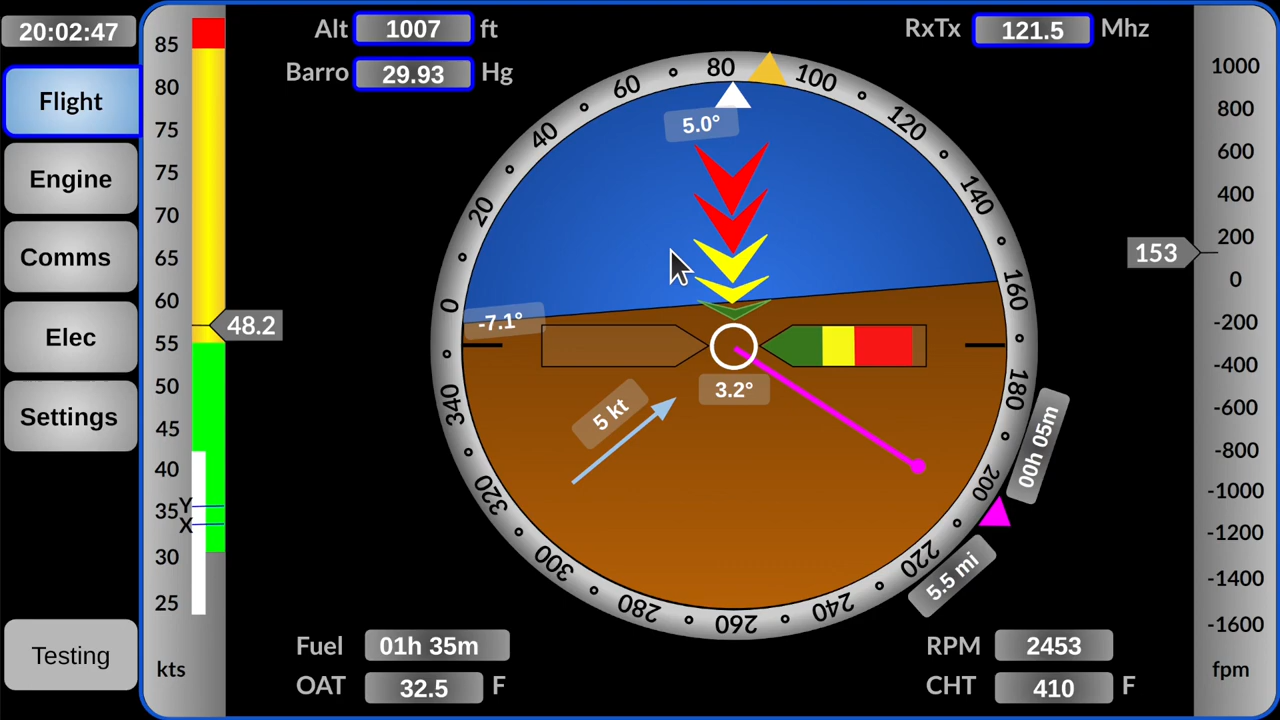 20:02:47
Flight
Engine
Comms
Elec
Settings
Testing
85
80
75
70
65
60
55
50
45
40
35
30
25
Y
X
kts
48.2
Alt 1007 ft
Barro 29.93 Hg
RxTx 121.5 Mhz
80
100
120
140
160
180
200
220
240
260
280
300
320
340
0
20
40
60
5.0°
-7.1°
3.2°
5 kt
00h 05m
5.5 mi
Fuel 01h 35m
OAT 32.5 F
RPM 2453
CHT 410 F
153
1000
800
600
400
200
0
-200
-400
-600
-800
-1000
-1200
-1400
-1600
fpm